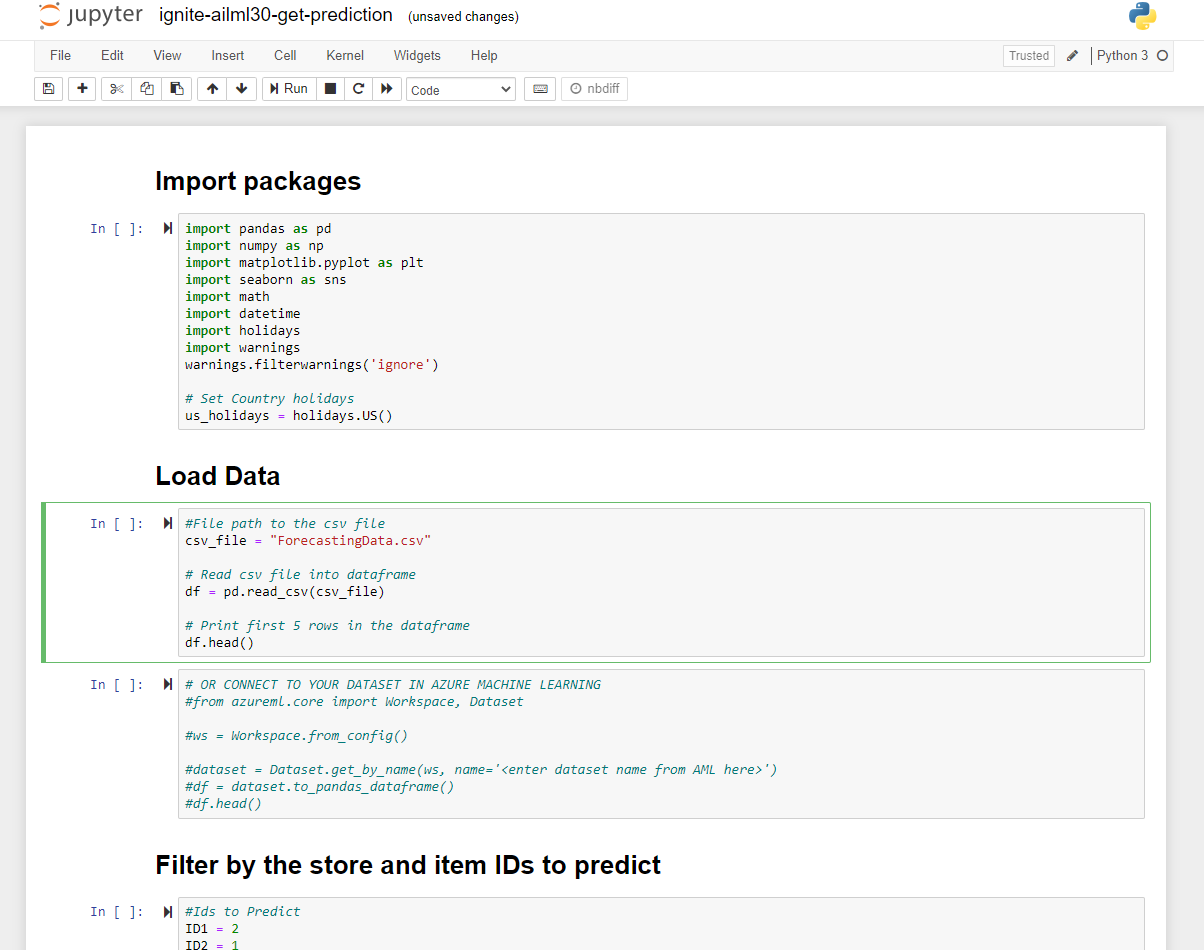 jupyter ignite-ailml30-get-prediction (unsaved changes)
File Edit View Insert Cell Kernel Widgets Help Trusted Python 3
Run Code nbdiff
Import packages
In [ ]:
import pandas as pd
import numpy as np
import matplotlib.pyplot as plt
import seaborn as sns
import math
import datetime
import holidays
import warnings
warnings.filterwarnings('ignore')
# Set Country holidays
us_holidays = holidays.US()
Load Data
In [ ]:
#File path to the csv file
csv_file = "ForecastingData.csv"
# Read csv file into dataframe
df = pd.read_csv(csv_file)
# Print first 5 rows in the dataframe
df.head()
In [ ]:
# OR CONNECT TO YOUR DATASET IN AZURE MACHINE LEARNING
#from azureml.core import Workspace, Dataset
#ws = Workspace.from_config()
#dataset = Dataset.get_by_name(ws, name='<enter dataset name from AML here>')
#df = dataset.to_pandas_dataframe()
#df.head()
Filter by the store and item IDs to predict
In [ ]:
#Ids to Predict
ID1 = 2
ID2 = 1